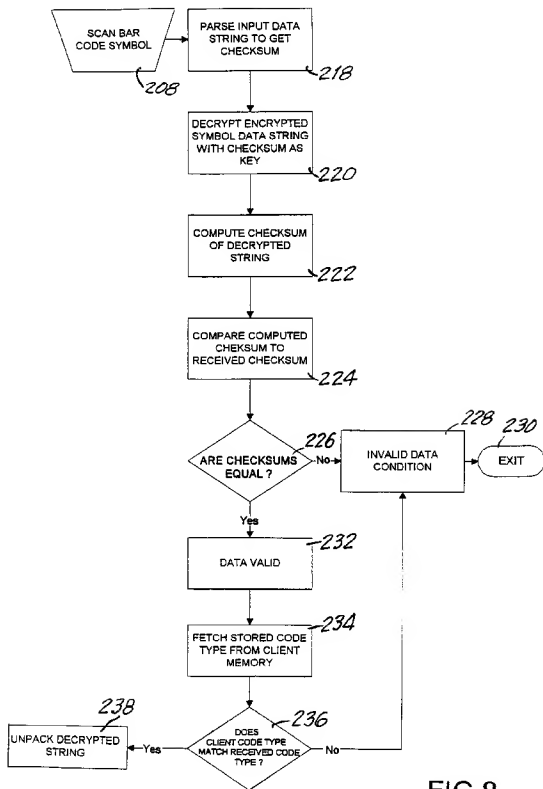 SCAN BAR
CODE SYMBOL
208
PARSE INPUT DATA
STRING TO GET
CHECKSUM
218
DECRYPT ENCRYPTED
SYMBOL DATA STRING
WITH CHECKSUM AS
KEY
220
COMPUTE CHECKSUM
OF DECRYPTED
STRING
222
COMPARE COMPUTED
CHEKSUM TO
RECEIVED CHECKSUM
224
226
ARE CHECKSUMS
EQUAL ?
No
228
INVALID DATA
CONDITION
230
EXIT
Yes
232
DATA VALID
234
FETCH STORED CODE
TYPE FROM CLIENT
MEMORY
236
DOES
CLIENT CODE TYPE
MATCH RECEIVED CODE
TYPE ?
No
Yes
238
UNPACK DECRYPTED
STRING
FIG.8